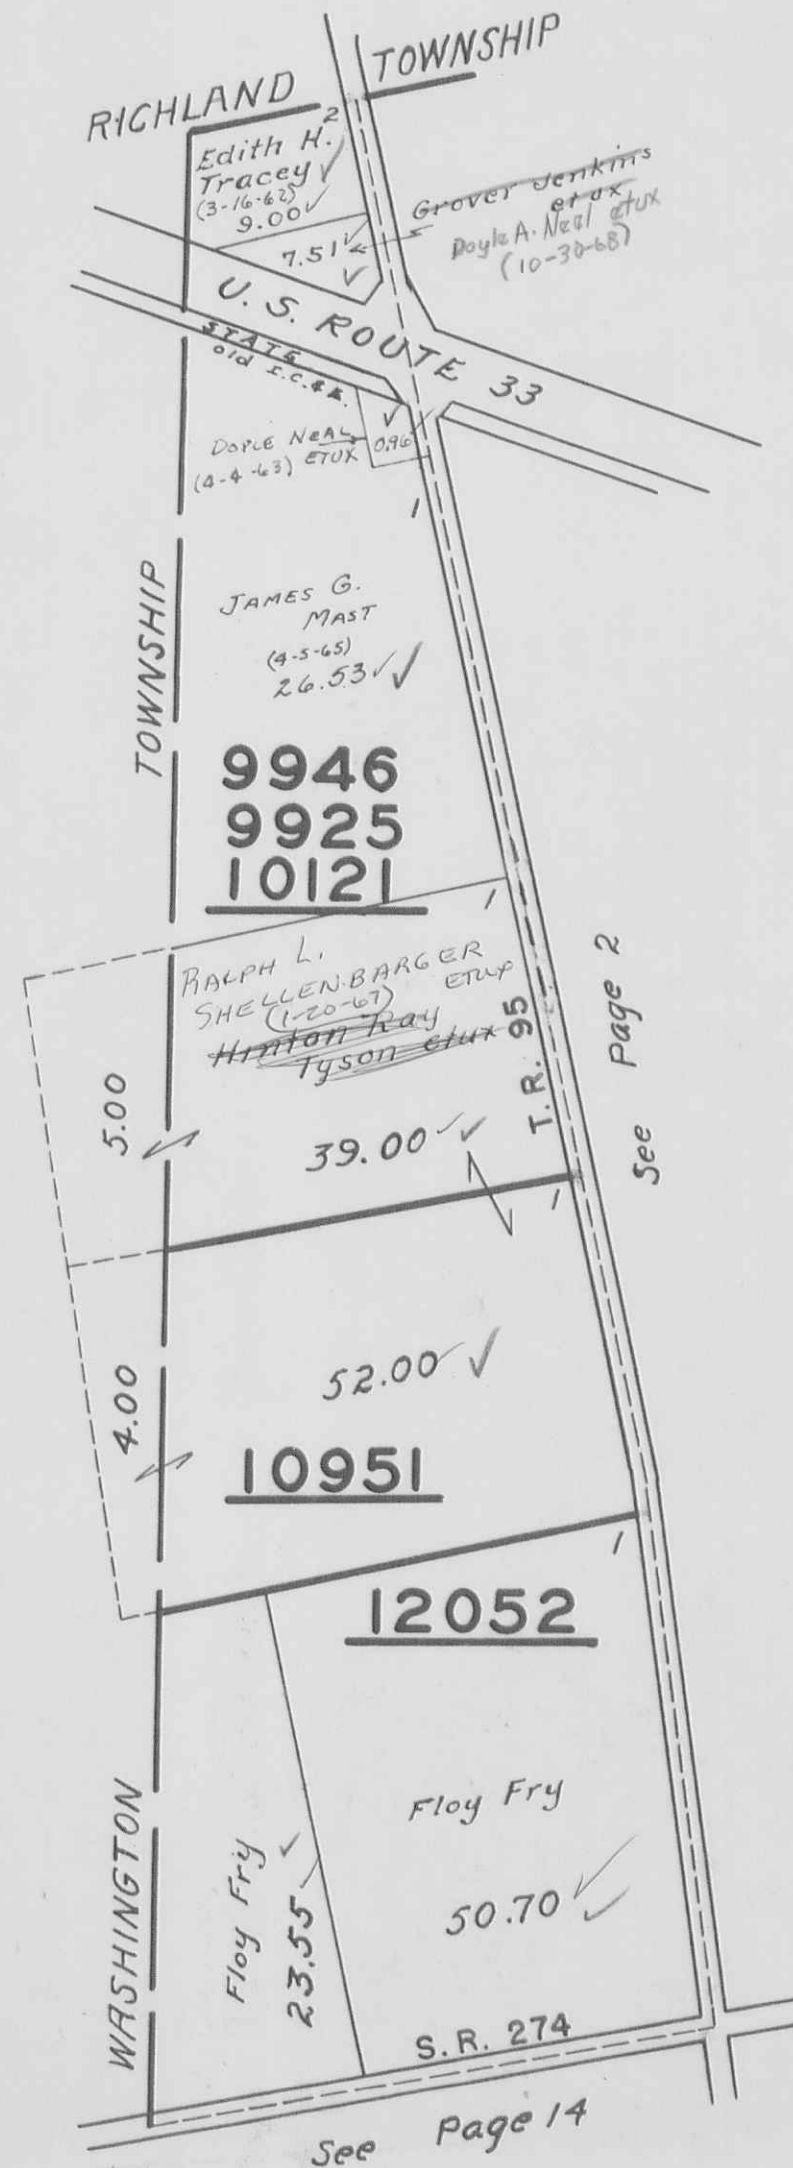 RICHLAND TOWNSHIP
2
Edith H.
Tracey ✓
(3-16-62)
9.00 ✓
Grover Jenkins
etux
7.51 ✓
✓
Doyle A. Neal etux
(10-30-68)
U. S. ROUTE 33
STATE
old I.C.&E.
✓
DOPLE NEAL
ETUX
(4-4-63)
0.96
1
TOWNSHIP
JAMES G.
MAST
(4-5-65)
26.53 ✓ ✓
9946
9925
10121
1
RALPH L.
SHELLENBARGER
ETUX
(1-20-67)
Hinton Ray
Tyson etux
T.R. 95
See Page 2
5.00
39.00 ✓ ✓
1
52.00 ✓
4.00
10951
1
12052
WASHINGTON
Floy Fry
23.55 ✓
Floy Fry
50.70 ✓ ✓
S.R. 274
See Page 14